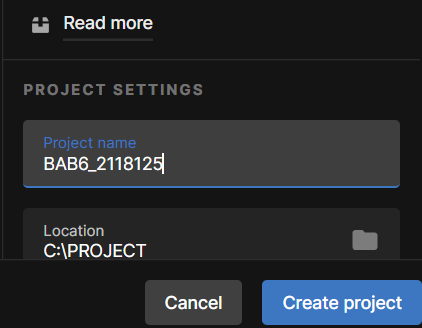 Read more
PROJECT SETTINGS
Project name
BAB6_2118125
Location
C:\PROJECT
Cancel
Create project